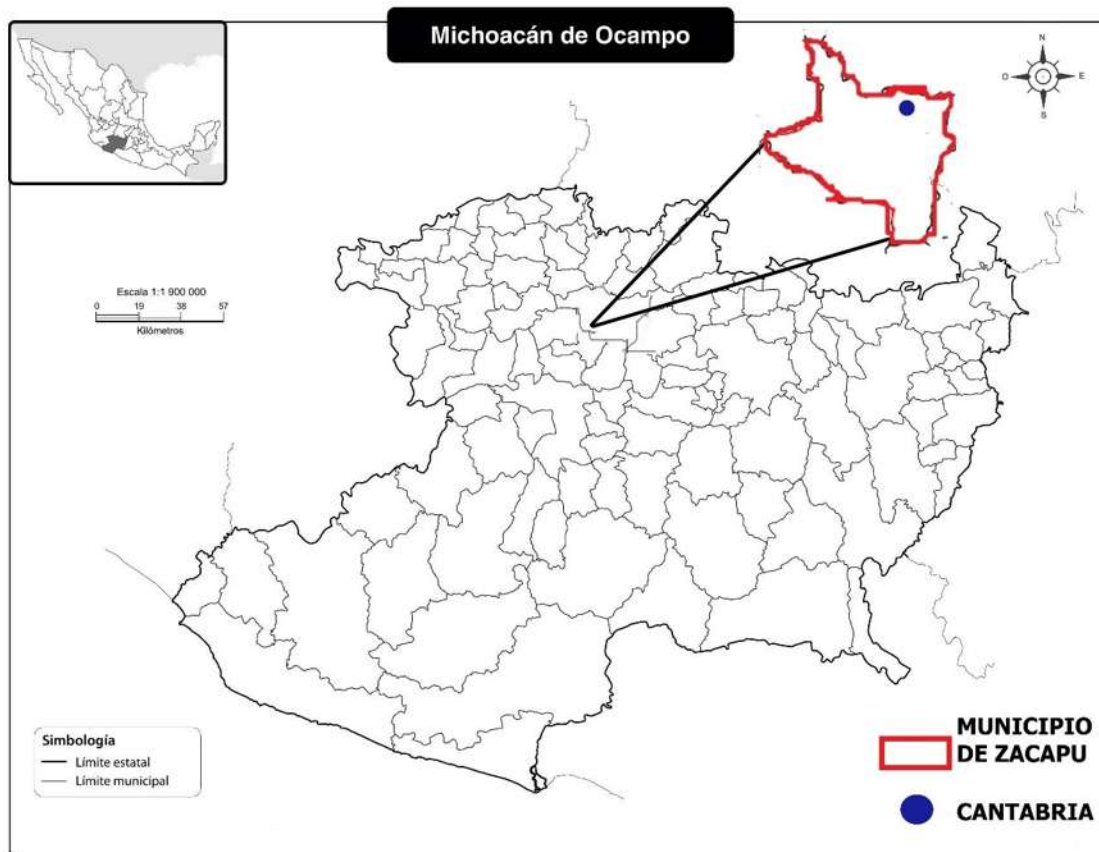 Michoacán de Ocampo
N
O
E
S
Escala 1:1 900 000
0 19 38 57
Kilómetros
Simbología
Límite estatal
Límite municipal
MUNICIPIO
DE ZACAPU
CANTABRIA